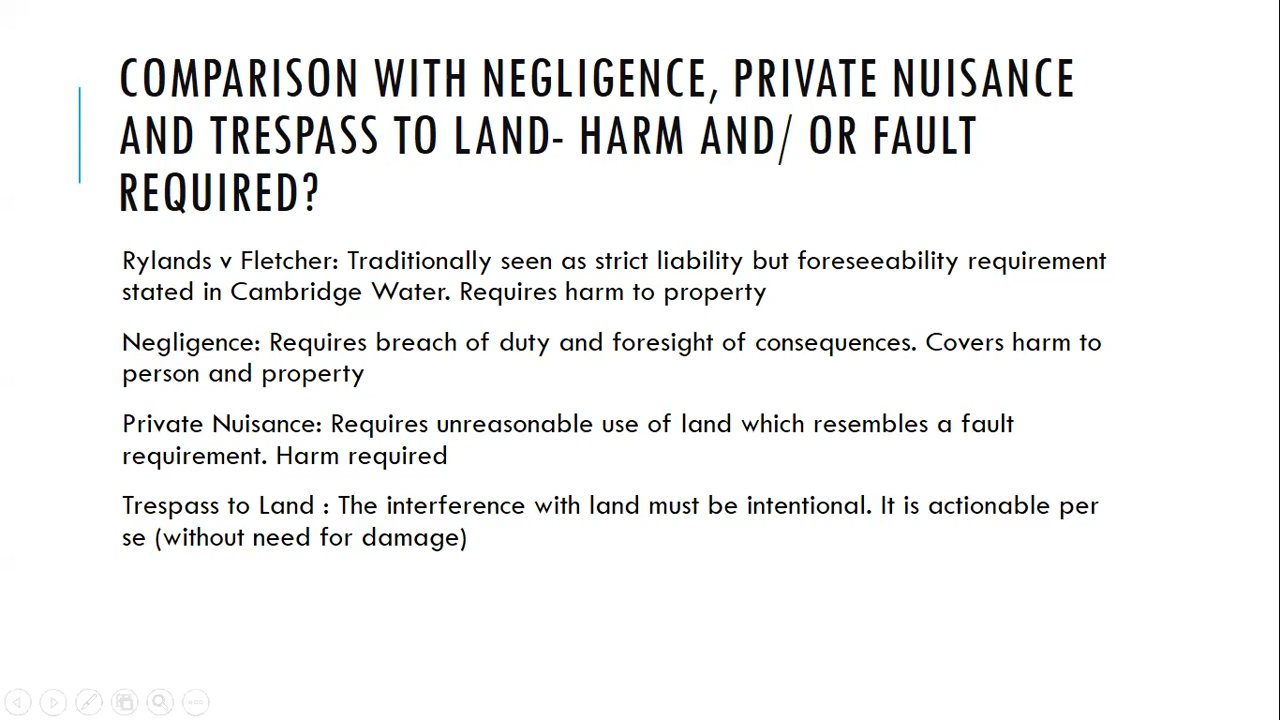 COMPARISON WITH NEGLIGENCE, PRIVATE NUISANCE
AND TRESPASS TO LAND- HARM AND/ OR FAULT
REQUIRED?
Rylands v Fletcher: Traditionally seen as strict liability but foreseeability requirement
stated in Cambridge Water. Requires harm to property
Negligence: Requires breach of duty and foresight of consequences. Covers harm to
person and property
Private Nuisance: Requires unreasonable use of land which resembles a fault
requirement. Harm required
Trespass to Land : The interference with land must be intentional. It is actionable per
se (without need for damage)